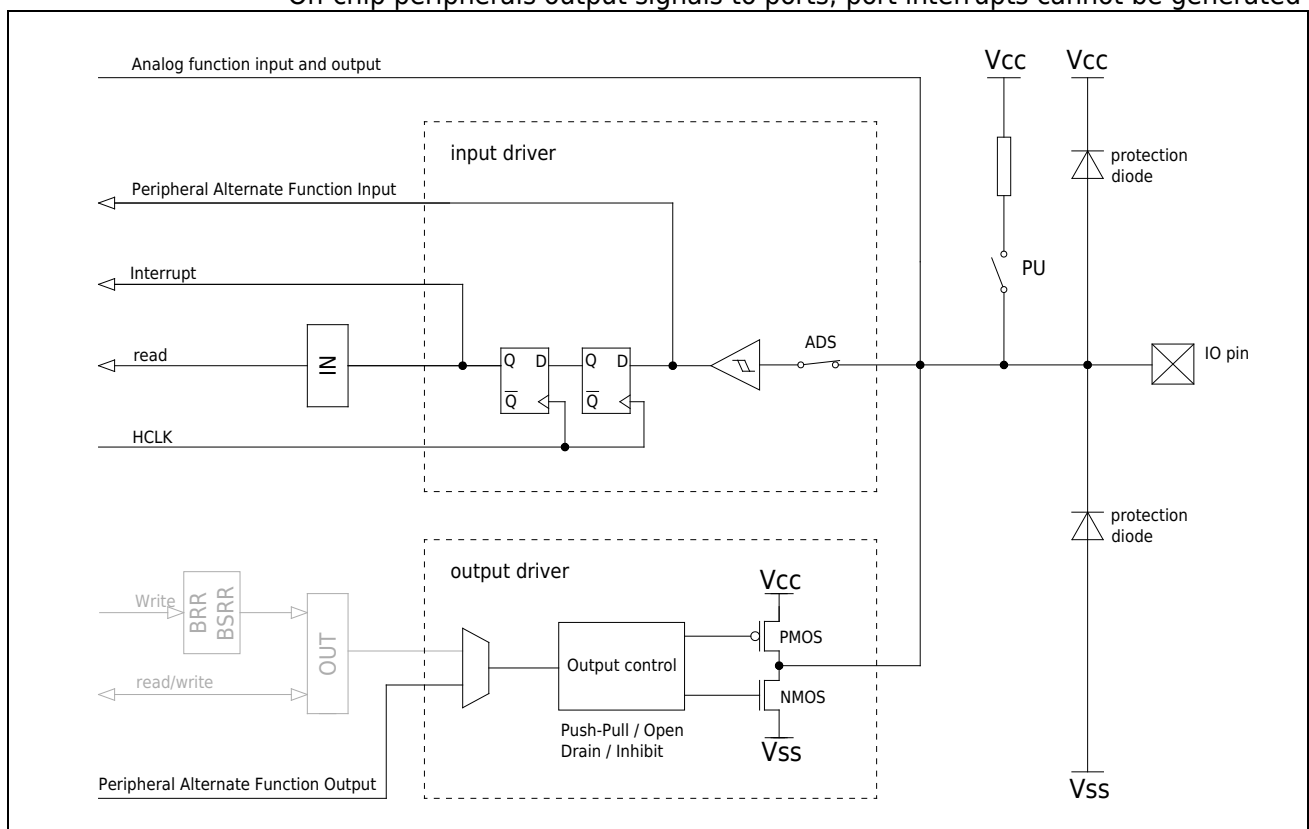 On-chip peripherals output signals to ports, port interrupts cannot be generated
Analog function input and output
Vcc
Vcc
input driver
protection
diode
Peripheral Alternate Function Input
Interrupt
PU
read
IN
Q D
Q D
Q̅
Q̅
ADS
IO pin
HCLK
protection
diode
output driver
Vcc
Write
BRR
BSRR
OUT
PMOS
Output control
read/write
NMOS
Push-Pull / Open
Drain / Inhibit
Vss
Peripheral Alternate Function Output
Vss